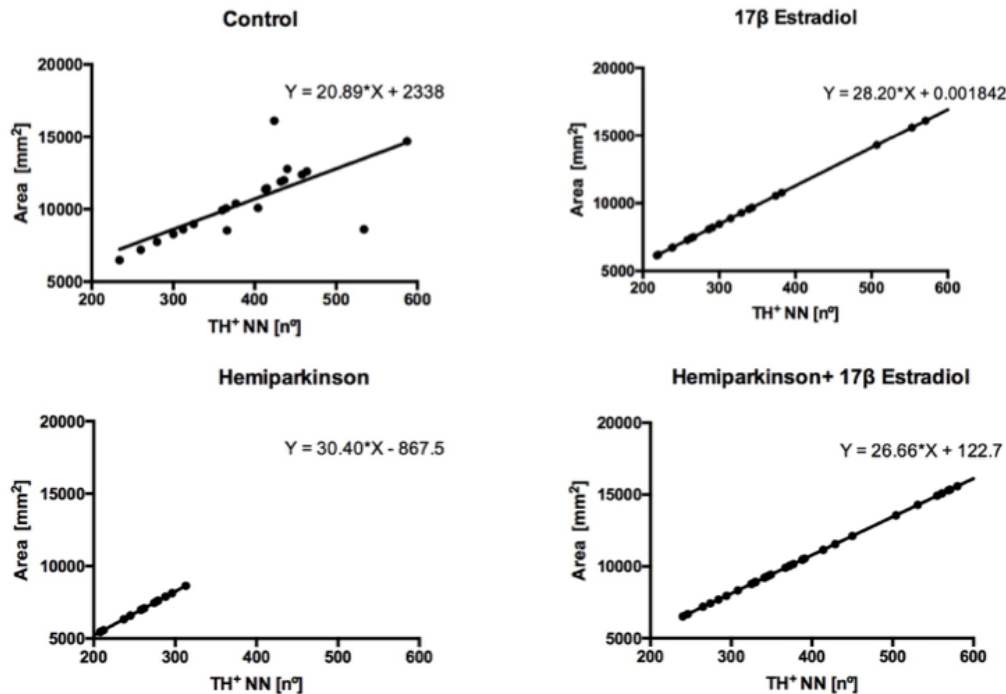 Control
20000
15000
10000
5000
200
300
400
500
600
Area [mm²]
TH⁺ NN [nº]
Y = 20.89*X + 2338
17β Estradiol
20000
15000
10000
5000
200
300
400
500
600
Area [mm²]
TH⁺ NN [nº]
Y = 28.20*X + 0.001842
Hemiparkinson
20000
15000
10000
5000
200
300
400
500
600
Area [mm²]
TH⁺ NN [nº]
Y = 30.40*X - 867.5
Hemiparkinson+ 17β Estradiol
20000
15000
10000
5000
200
300
400
500
600
Area [mm²]
TH⁺ NN [nº]
Y = 26.66*X + 122.7